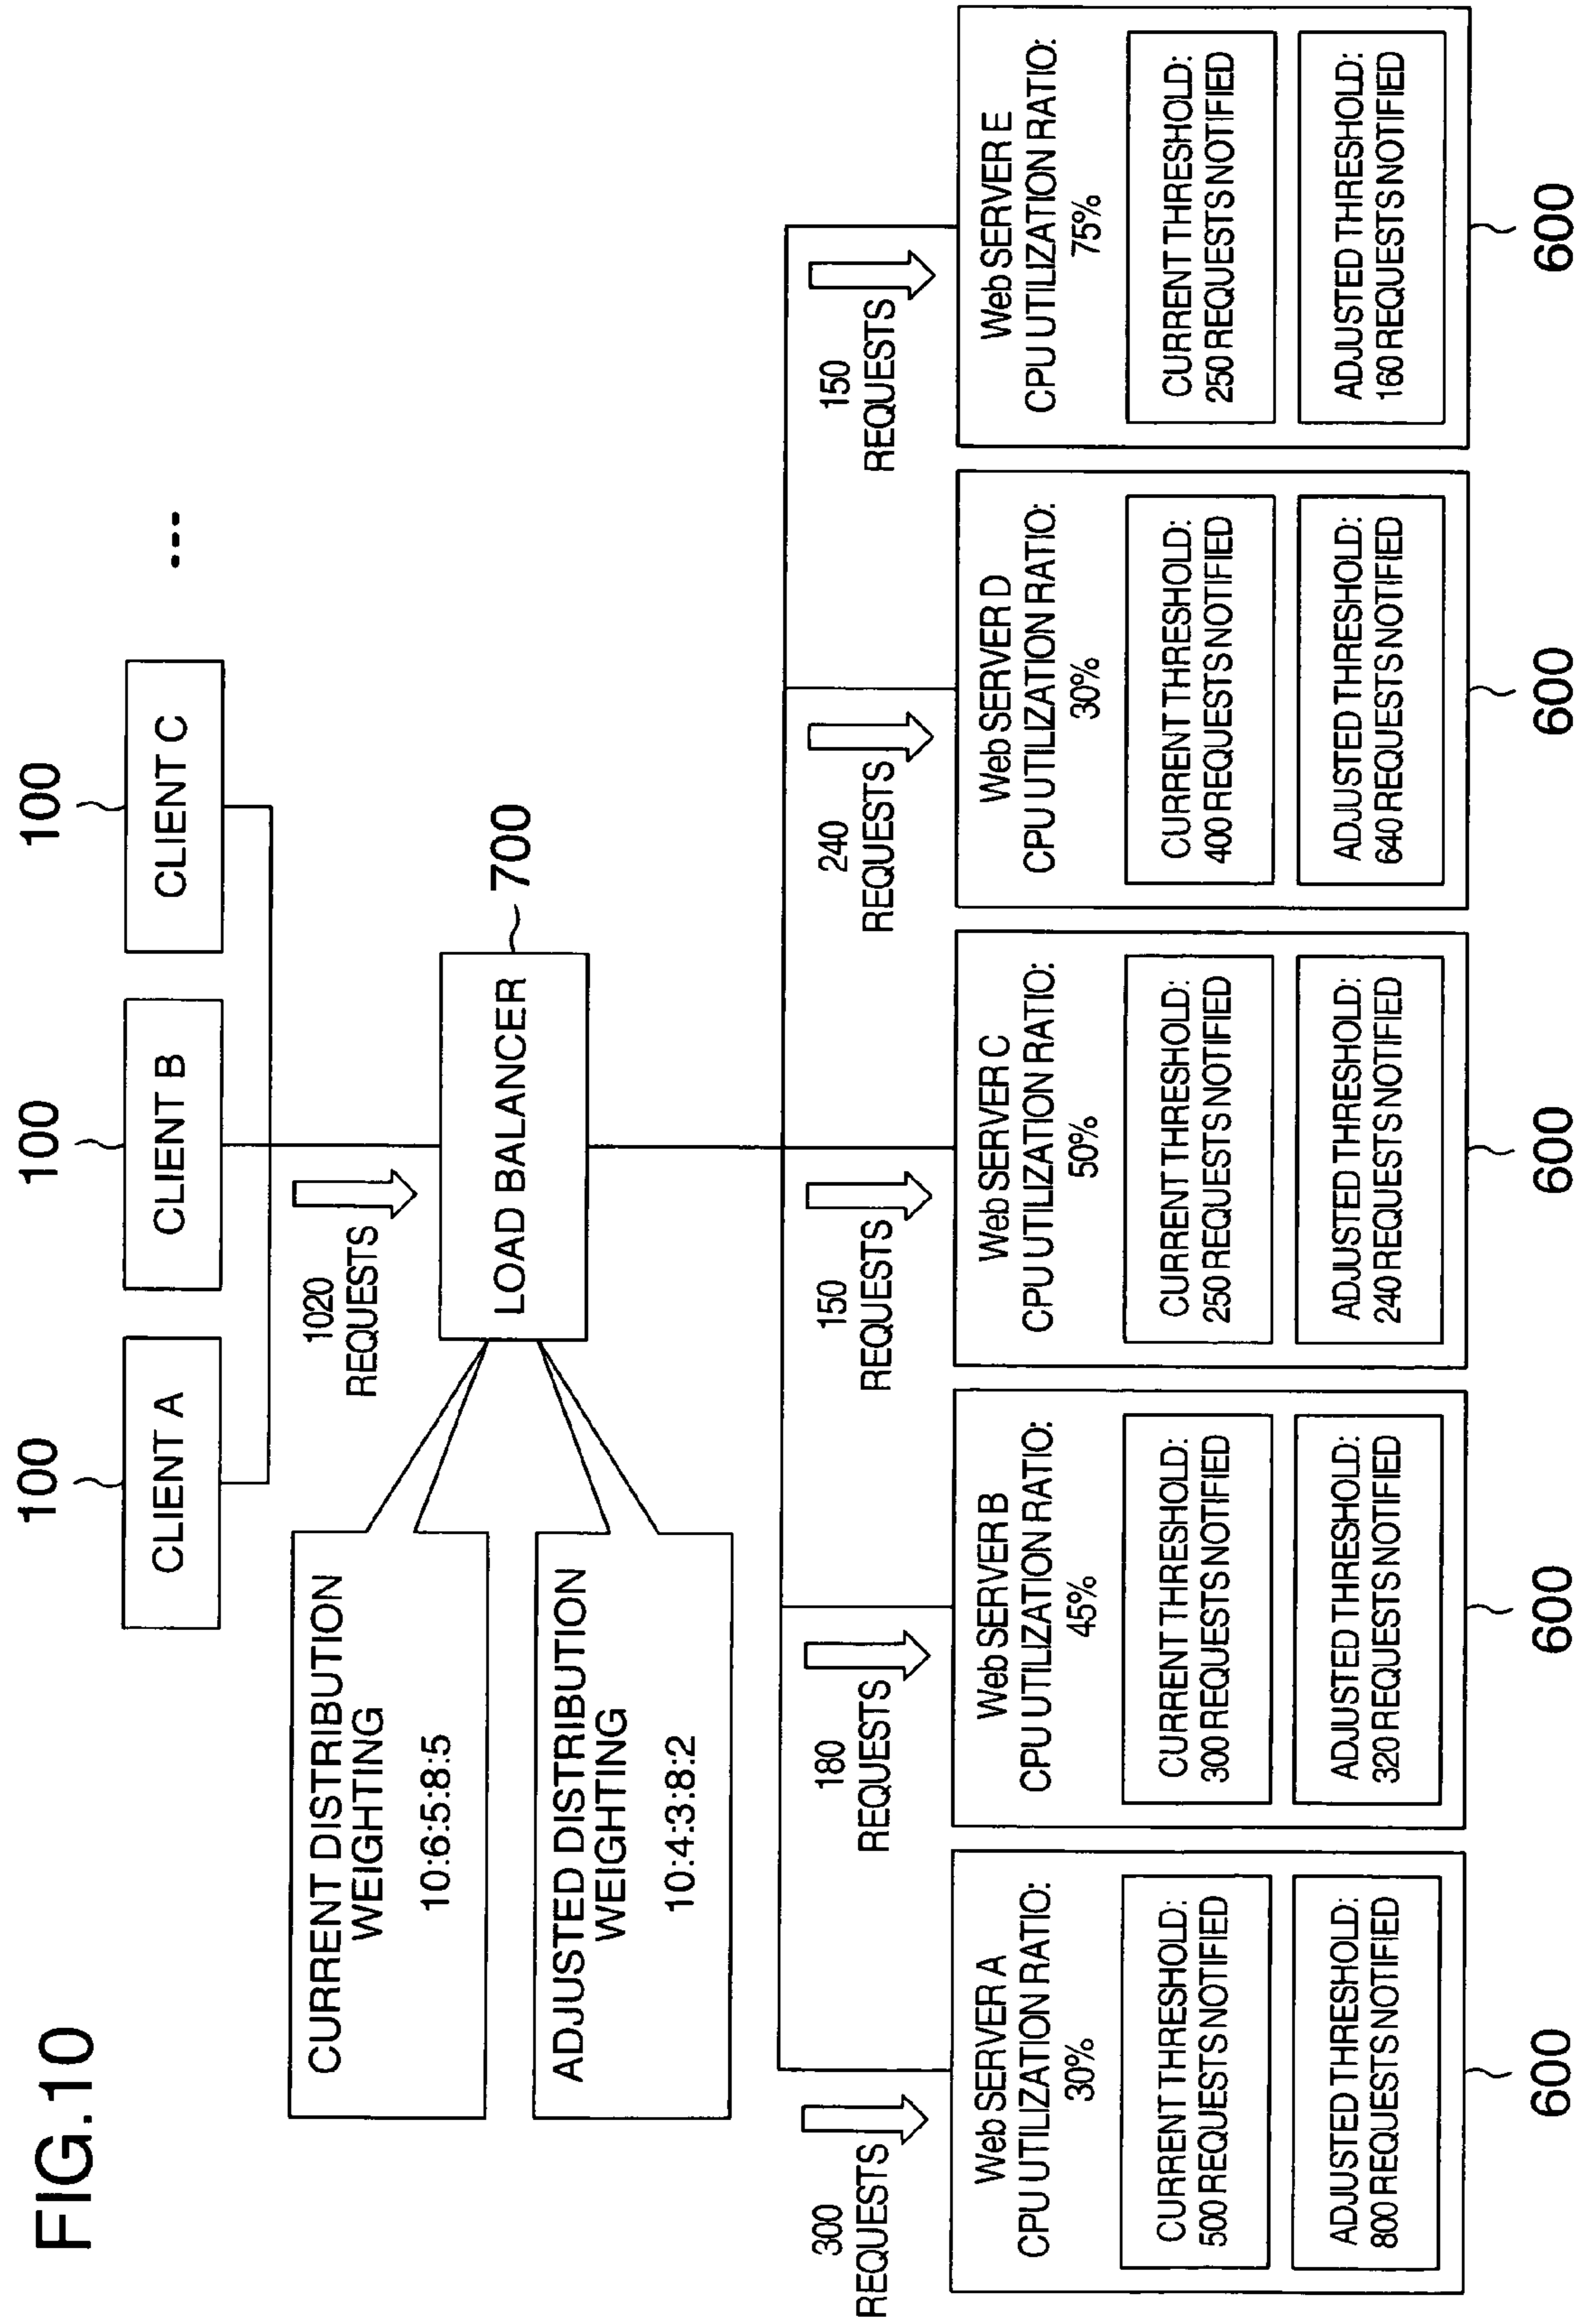 FIG.10
100
100
100
CLIENT A
CLIENT B
CLIENT C
...
1020
REQUESTS
LOAD BALANCER
700
CURRENT DISTRIBUTION
WEIGHTING
10:6:5:8:5
ADJUSTED DISTRIBUTION
WEIGHTING
10:4:3:8:2
300
REQUESTS
180
REQUESTS
150
REQUESTS
240
REQUESTS
150
REQUESTS
Web SERVER A
CPU UTILIZATION RATIO:
30%
CURRENT THRESHOLD:
500 REQUESTS NOTIFIED
ADJUSTED THRESHOLD:
800 REQUESTS NOTIFIED
600
Web SERVER B
CPU UTILIZATION RATIO:
45%
CURRENT THRESHOLD:
300 REQUESTS NOTIFIED
ADJUSTED THRESHOLD:
320 REQUESTS NOTIFIED
600
Web SERVER C
CPU UTILIZATION RATIO:
50%
CURRENT THRESHOLD:
250 REQUESTS NOTIFIED
ADJUSTED THRESHOLD:
240 REQUESTS NOTIFIED
600
Web SERVER D
CPU UTILIZATION RATIO:
30%
CURRENT THRESHOLD:
400 REQUESTS NOTIFIED
ADJUSTED THRESHOLD:
640 REQUESTS NOTIFIED
600
Web SERVER E
CPU UTILIZATION RATIO:
75%
CURRENT THRESHOLD:
250 REQUESTS NOTIFIED
ADJUSTED THRESHOLD:
160 REQUESTS NOTIFIED
600